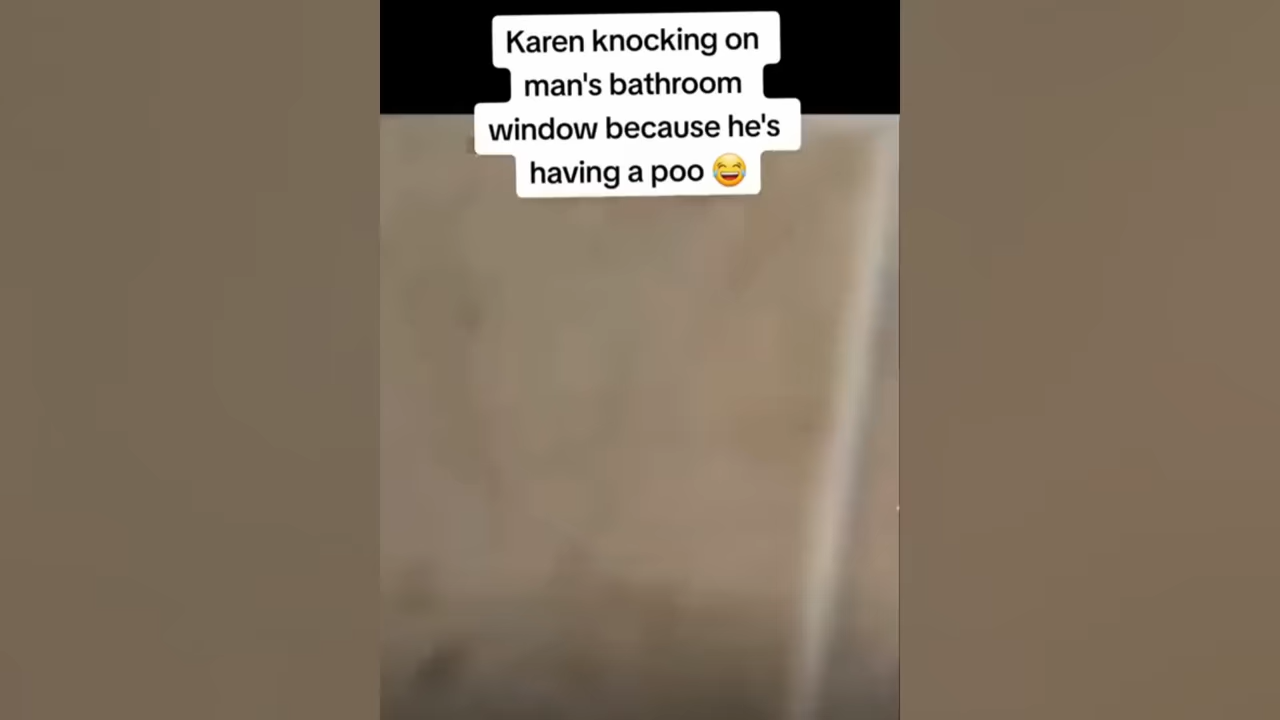 Karen knocking on
man's bathroom
window because he's
having a poo 😂